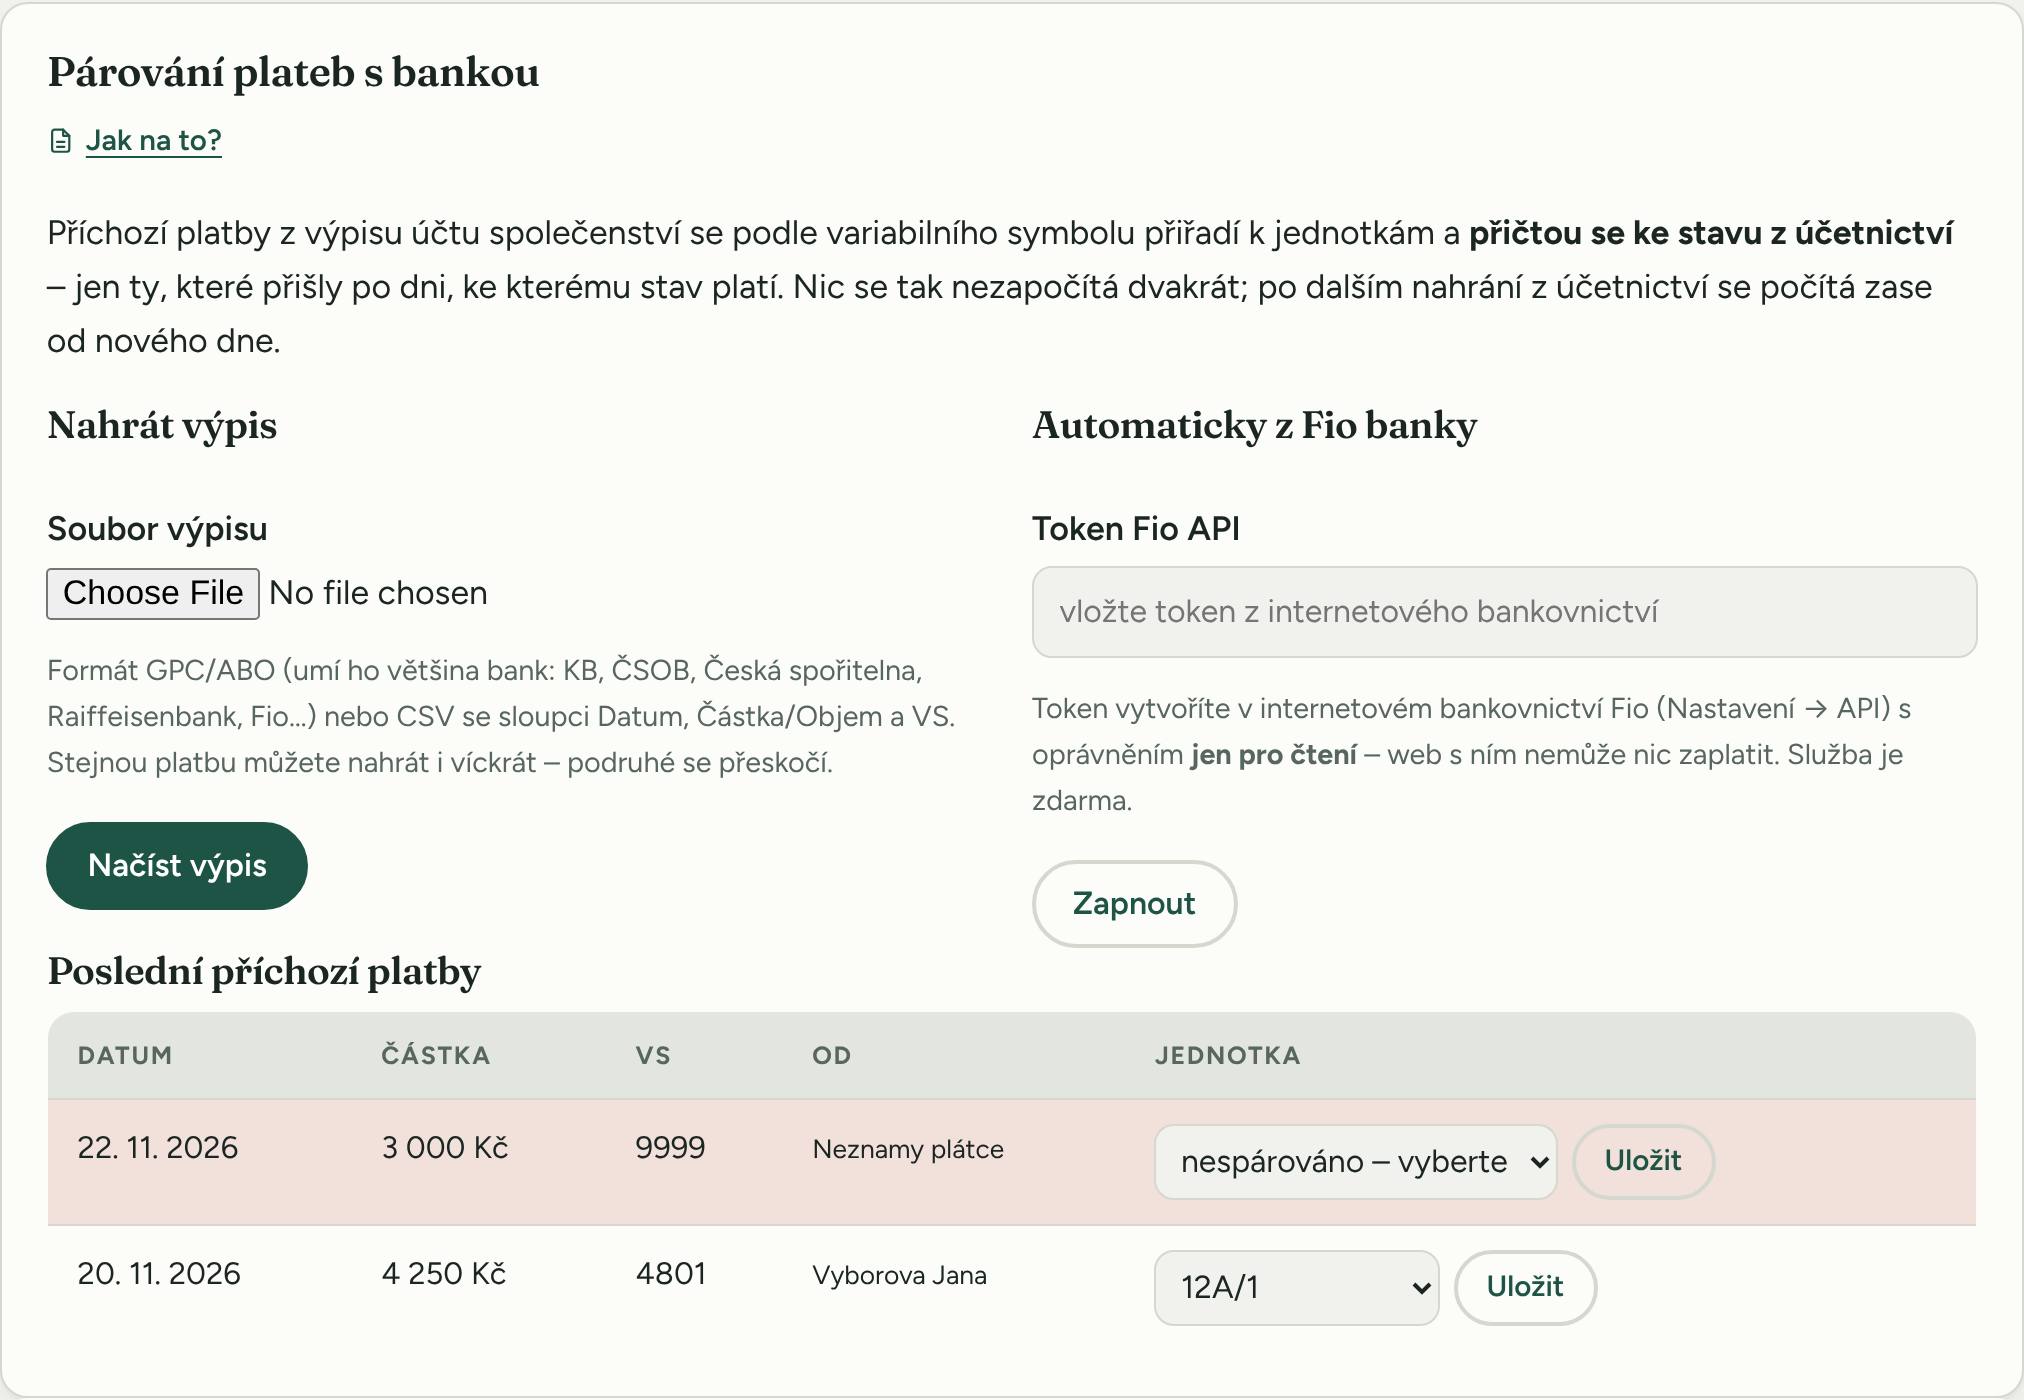 Párování plateb s bankou
Jak na to?
Příchozí platby z výpisu účtu společenství se podle variabilního symbolu přiřadí k jednotkám a přičtou se ke stavu z účetnictví
– jen ty, které přišly po dni, ke kterému stav platí. Nic se tak nezapočítá dvakrát; po dalším nahrání z účetnictví se počítá zase
od nového dne.
Nahrát výpis
Soubor výpisu
Choose File No file chosen
Formát GPC/ABO (umí ho většina bank: KB, ČSOB, Česká spořitelna,
Raiffeisenbank, Fio…) nebo CSV se sloupci Datum, Částka/Objem a VS.
Stejnou platbu můžete nahrát i víckrát – podruhé se přeskočí.
Načíst výpis
Automaticky z Fio banky
Token Fio API
vložte token z internetového bankovnictví
Token vytvoříte v internetovém bankovnictví Fio (Nastavení → API) s
oprávněním jen pro čtení – web s ním nemůže nic zaplatit. Služba je
zdarma.
Zapnout
Poslední příchozí platby
DATUM ČÁSTKA VS OD JEDNOTKA
22. 11. 2026 3 000 Kč 9999 Neznamy plátce nespárováno – vyberte Uložit
20. 11. 2026 4 250 Kč 4801 Vyborova Jana 12A/1 Uložit